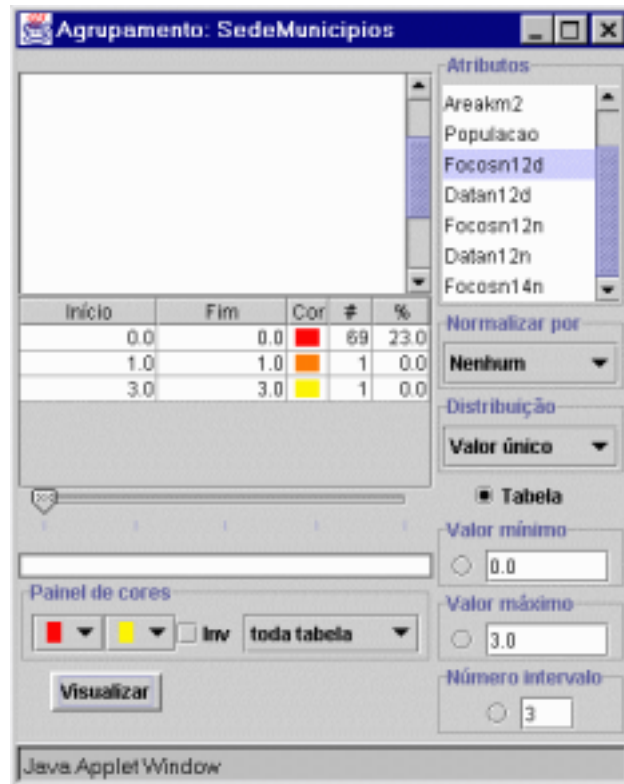 Agrupamento: SedeMunicipios
Atributos
Areakm2
Populacao
Focosn12d
Datan12d
Focosn12n
Datan12n
Focosn14n
Início Fim Cor # %
0.0 0.0 69 23.0
1.0 1.0 1 0.0
3.0 3.0 1 0.0
Normalizar por
Nenhum
Distribuição
Valor único
Tabela
Valor mínimo
0.0
Valor máximo
3.0
Número intervalo
3
Painel de cores
Inv toda tabela
Visualizar
Java Applet Window